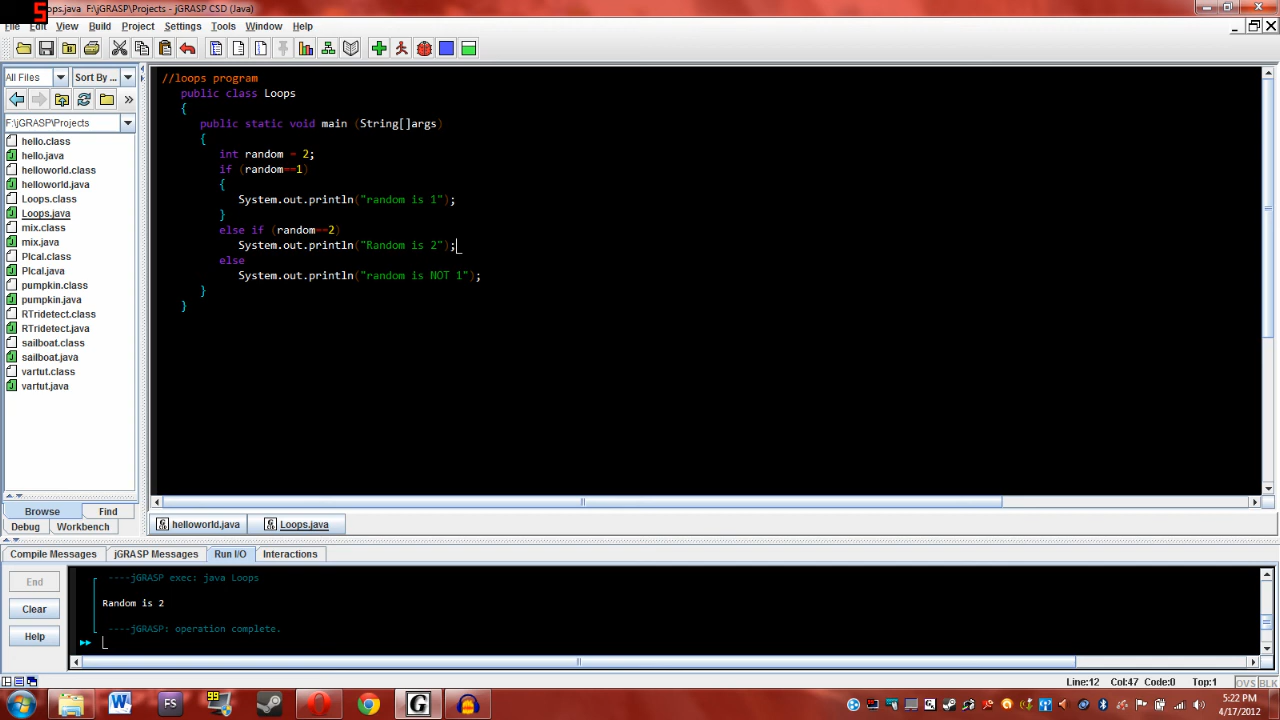 5
ops.java F:\jGRASP\Projects - jGRASP CSD (Java)
File Edit View Build Project Settings Tools Window Help
All Files Sort By ...
F:\jGRASP\Projects
hello.class
hello.java
helloworld.class
helloworld.java
Loops.class
Loops.java
mix.class
mix.java
PIcal.class
PIcal.java
pumpkin.class
pumpkin.java
RTridetect.class
RTridetect.java
sailboat.class
sailboat.java
vartut.class
vartut.java
Browse Find
Debug Workbench
//loops program
public class Loops
{
public static void main (String[]args)
{
int random = 2;
if (random==1)
{
System.out.println("random is 1");
}
else if (random==2)
System.out.println("Random is 2");
else
System.out.println("random is NOT 1");
}
}
helloworld.java Loops.java
Compile Messages jGRASP Messages Run I/O Interactions
End
Clear
Help
----jGRASP exec: java Loops
Random is 2
----jGRASP: operation complete.
Line:12 Col:47 Code:0 Top:1 OVS BLK
FS 99 G
5:22 PM
4/17/2012